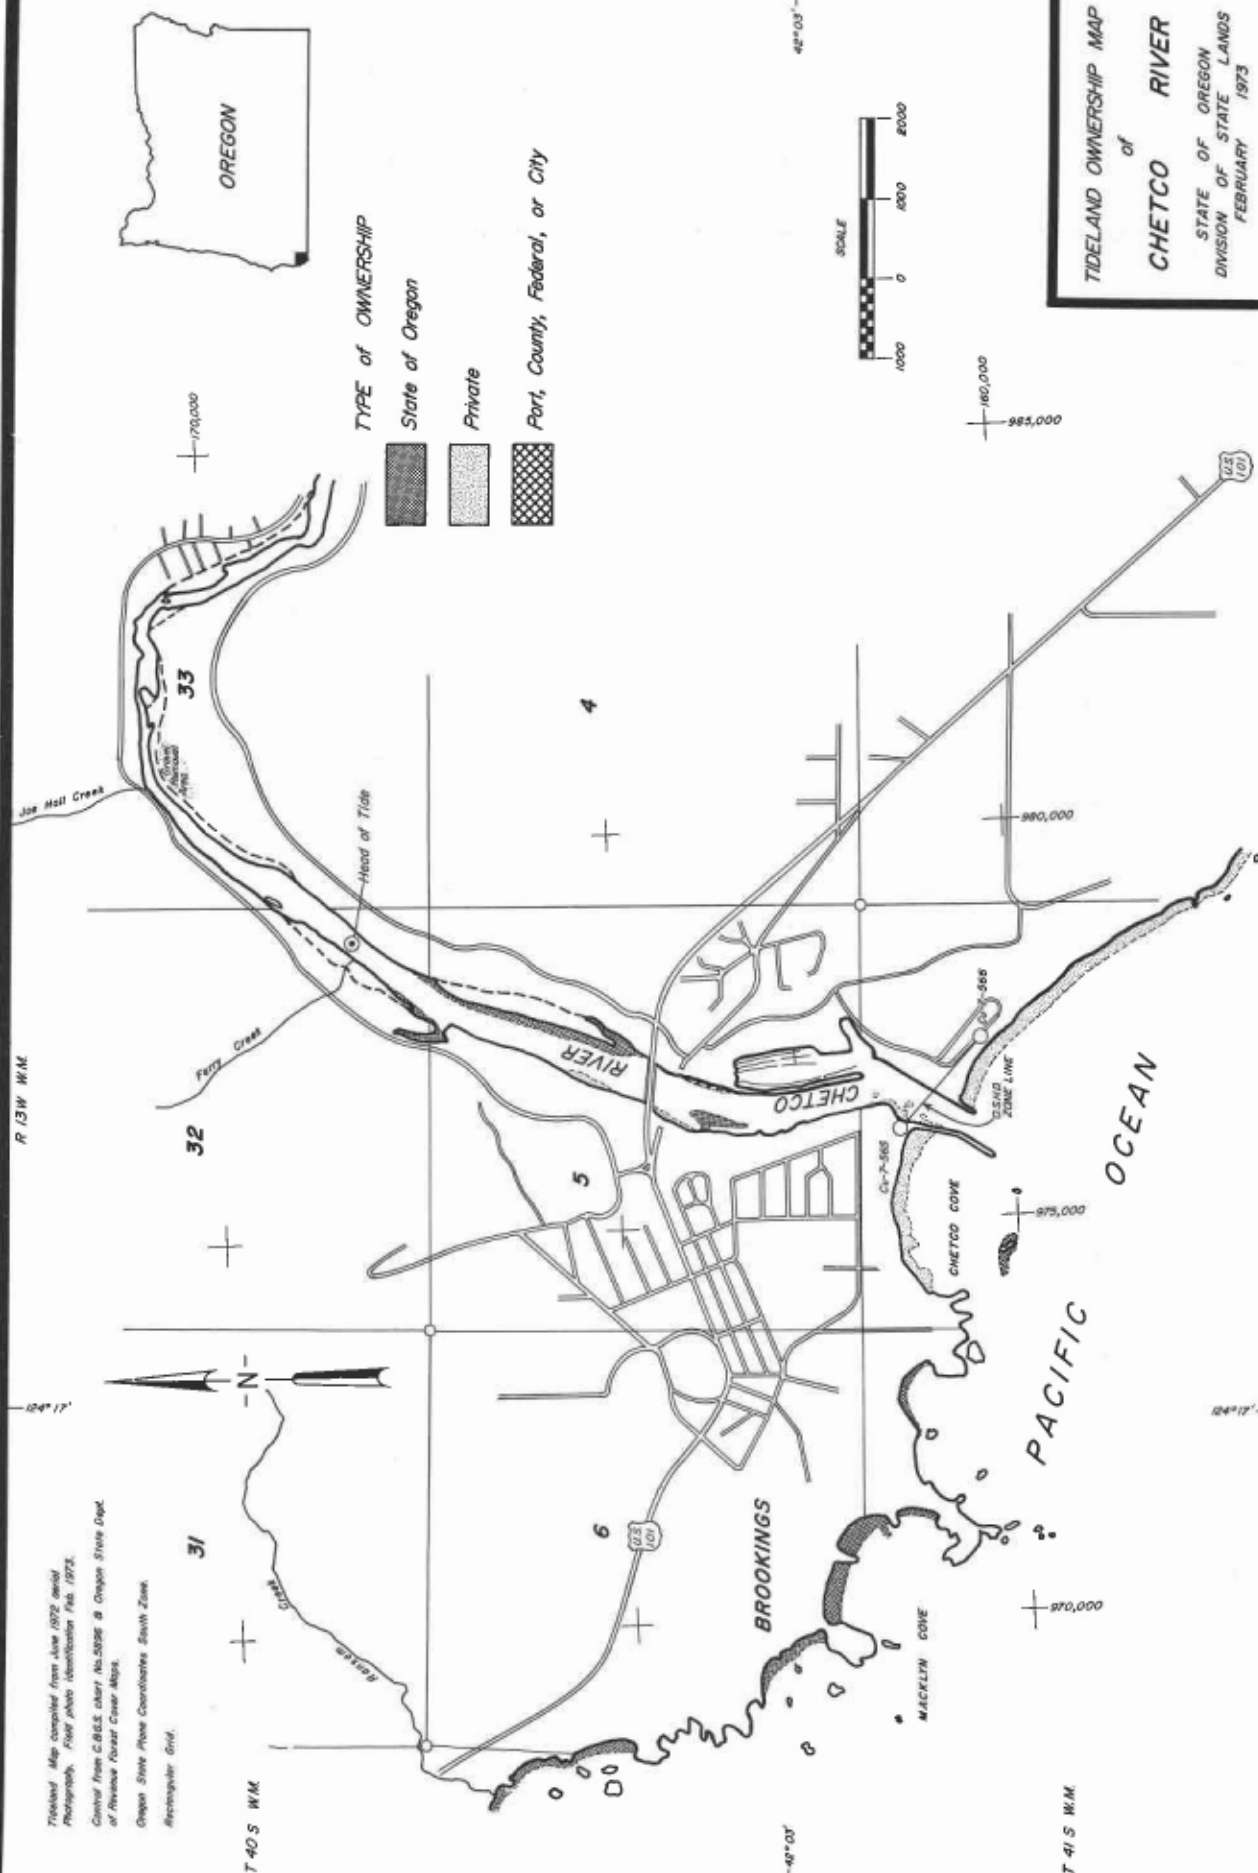 Tideland Map compiled from June 1972 aerial
Photography. Field photo identification Feb. 1973.
Control from C.&G.S. chart No.5896 & Oregon State Dept.
of Revenue Forest Cover Maps.
Oregon State Plane Coordinates South Zone.
Rectangular Grid.
R 13W W.M.
124° 17'
T 40 S W.M.
31
Ransom
Creek
-N-
32
Ferry Creek
Joe Hall Creek
Gravel
Removal
Area
33
Head of Tide
170,000
OREGON
TYPE of OWNERSHIP
State of Oregon
Private
Port, County, Federal, or City
6
U.S.
101
5
4
RIVER
CHETCO
BROOKINGS
MACKLYN COVE
CHETCO COVE
Cu-7-565
Cu-7-566
O.S.H.D.
ZONE LINE
PACIFIC OCEAN
970,000
975,000
980,000
985,000
160,000
U.S.
101
SCALE
1000
0
1000
2000
42°03'
42°03'
T 41 S W.M.
124°17'
TIDELAND OWNERSHIP MAP
of
CHETCO RIVER
STATE OF OREGON
DIVISION OF STATE LANDS
FEBRUARY 1973